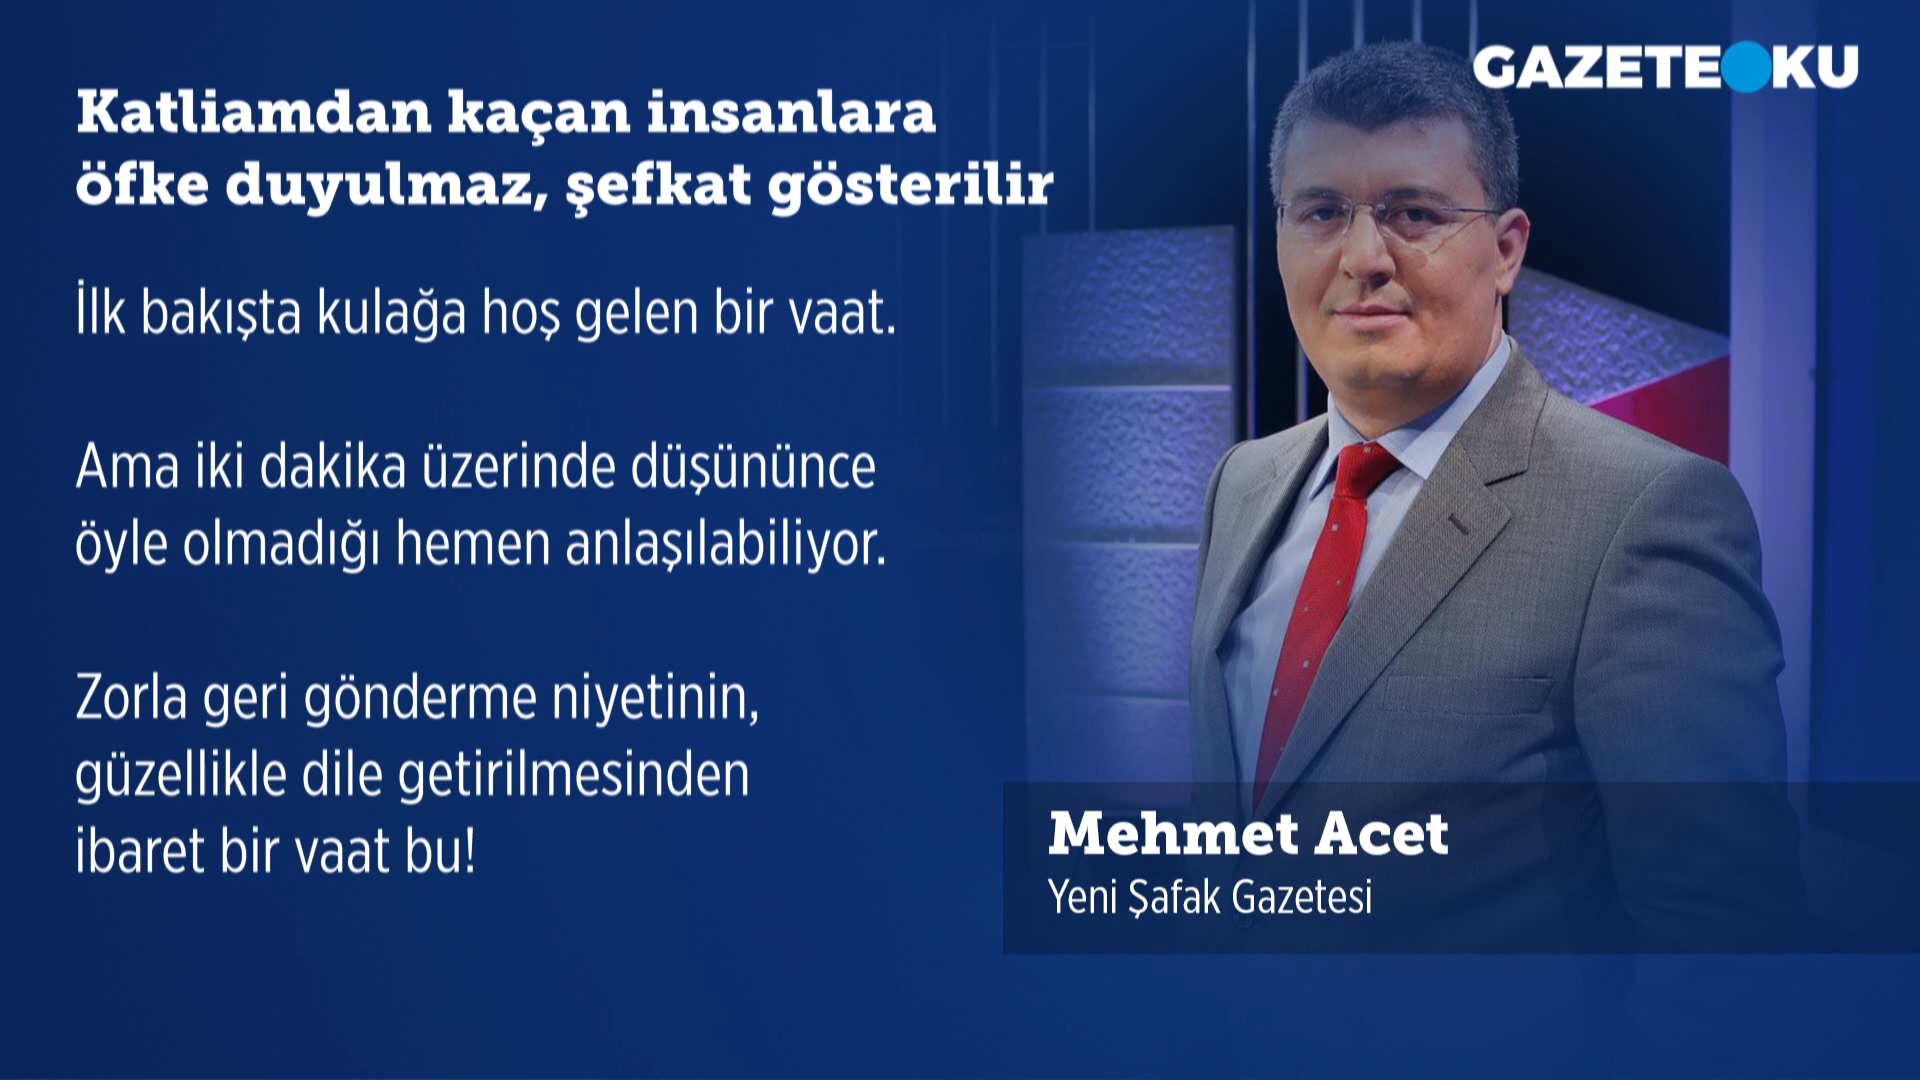 GAZETEOKU
Katliamdan kaçan insanlara
öfke duyulmaz, şefkat gösterilir
İlk bakışta kulağa hoş gelen bir vaat.
Ama iki dakika üzerinde düşününce
öyle olmadığı hemen anlaşılabiliyor.
Zorla geri gönderme niyetinin,
güzellikle dile getirilmesinden
ibaret bir vaat bu!
Mehmet Acet
Yeni Şafak Gazetesi